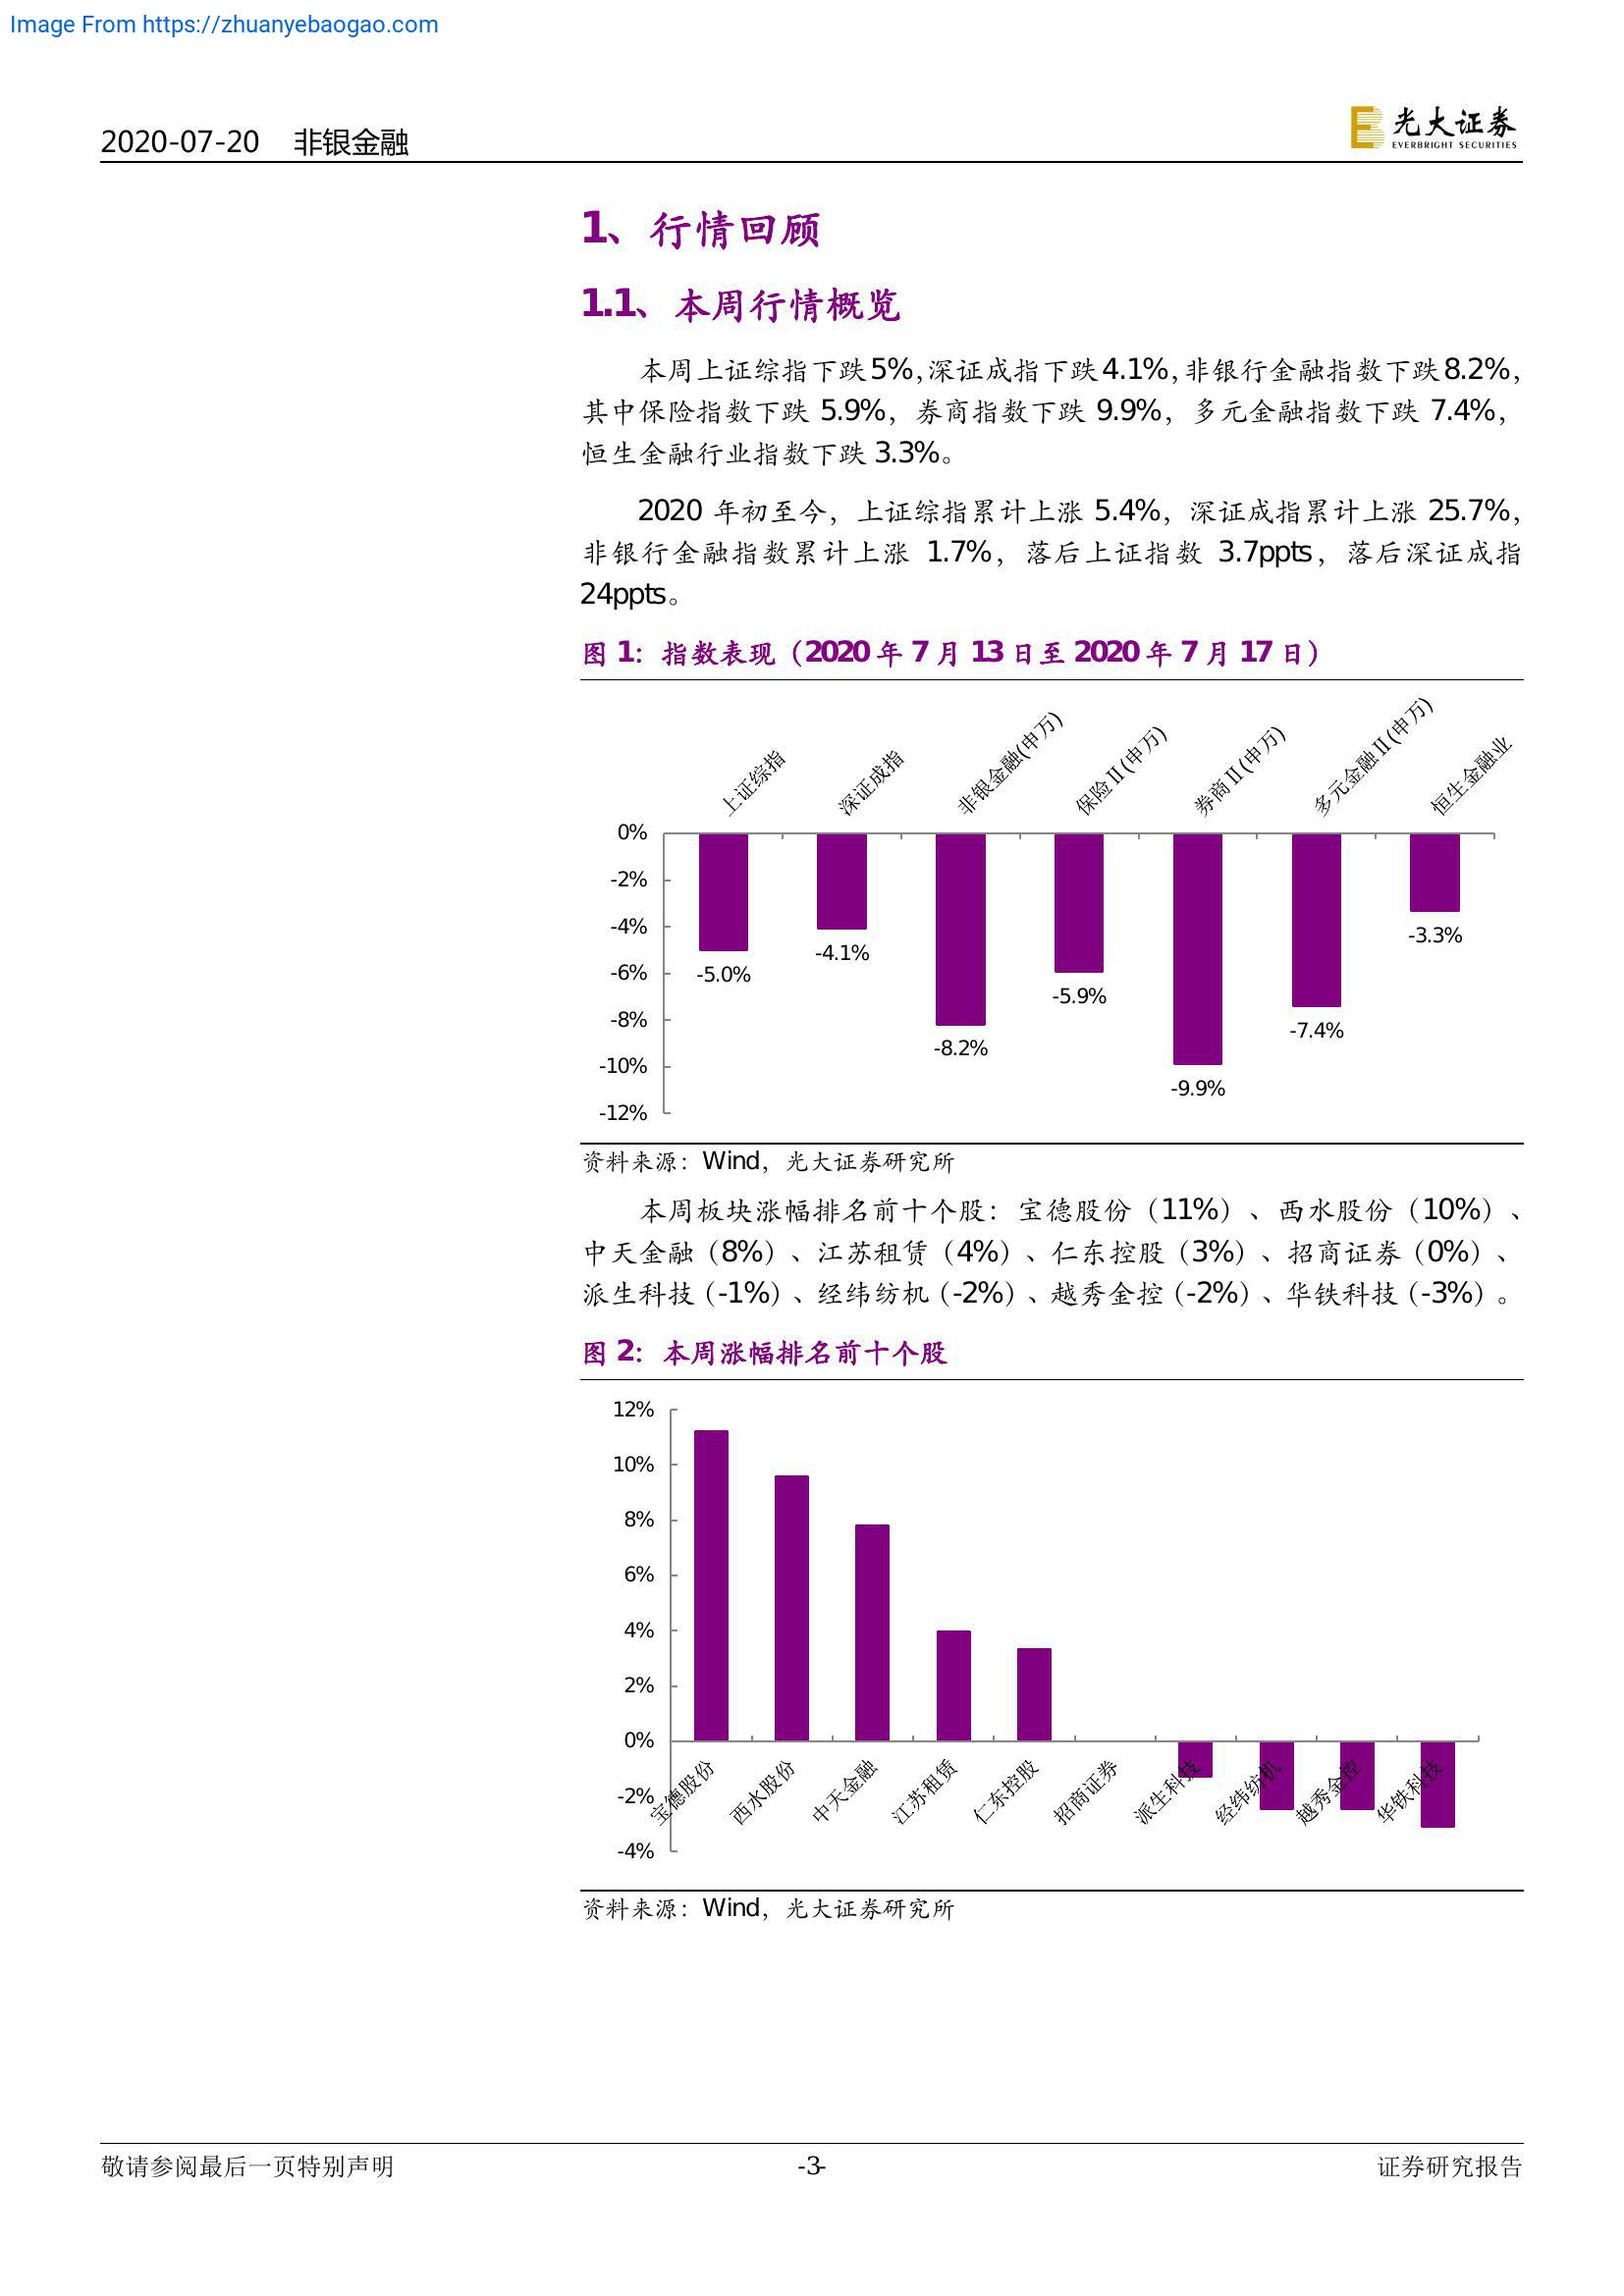 Image From https://zhuanyebaogao.com
2020-07-20 非银金融
光大证券
EVERBRIGHT SECURITIES
1、行情回顾
1.1、本周行情概览
本周上证综指下跌5%,深证成指下跌4.1%,非银行金融指数下跌8.2%,
其中保险指数下跌 5.9%，券商指数下跌 9.9%，多元金融指数下跌 7.4%，
恒生金融行业指数下跌 3.3%。
2020 年初至今，上证综指累计上涨 5.4%，深证成指累计上涨 25.7%，
非银行金融指数累计上涨 1.7%，落后上证指数 3.7ppts，落后深证成指
24ppts。
图 1：指数表现（2020 年 7 月 13 日至 2020 年 7 月 17 日）
上证综指 深证成指 非银金融(申万) 保险Ⅱ(申万) 券商Ⅱ(申万) 多元金融Ⅱ(申万) 恒生金融业
0%
-2%
-4%
-6%
-8%
-10%
-12%
-5.0% -4.1% -8.2% -5.9% -9.9% -7.4% -3.3%
资料来源：Wind，光大证券研究所
本周板块涨幅排名前十个股：宝德股份（11%）、西水股份（10%）、
中天金融（8%）、江苏租赁（4%）、仁东控股（3%）、招商证券（0%）、
派生科技（-1%）、经纬纺机（-2%）、越秀金控（-2%）、华铁科技（-3%）。
图 2：本周涨幅排名前十个股
12%
10%
8%
6%
4%
2%
0%
-2%
-4%
宝德股份 西水股份 中天金融 江苏租赁 仁东控股 招商证券 派生科技 经纬纺机 越秀金控 华铁科技
资料来源：Wind，光大证券研究所
敬请参阅最后一页特别声明 -3- 证券研究报告